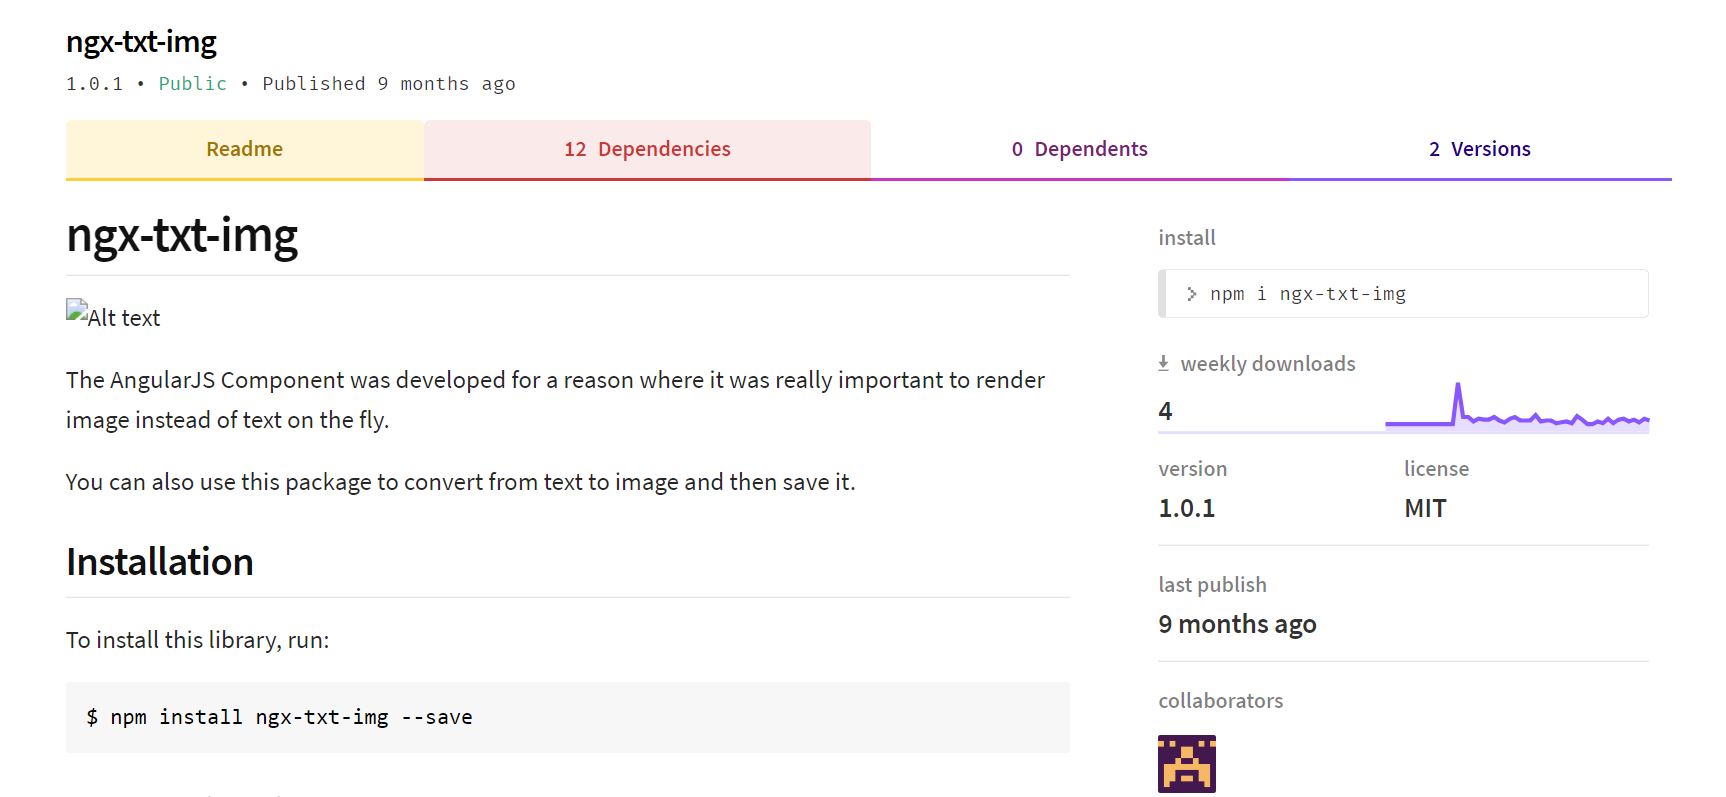 ngx-txt-img
1.0.1 • Public • Published 9 months ago
Readme
12 Dependencies
0 Dependents
2 Versions
ngx-txt-img
Alt text
The AngularJS Component was developed for a reason where it was really important to render
image instead of text on the fly.
You can also use this package to convert from text to image and then save it.
Installation
To install this library, run:
$ npm install ngx-txt-img --save
install
> npm i ngx-txt-img
weekly downloads
4
version
1.0.1
license
MIT
last publish
9 months ago
collaborators